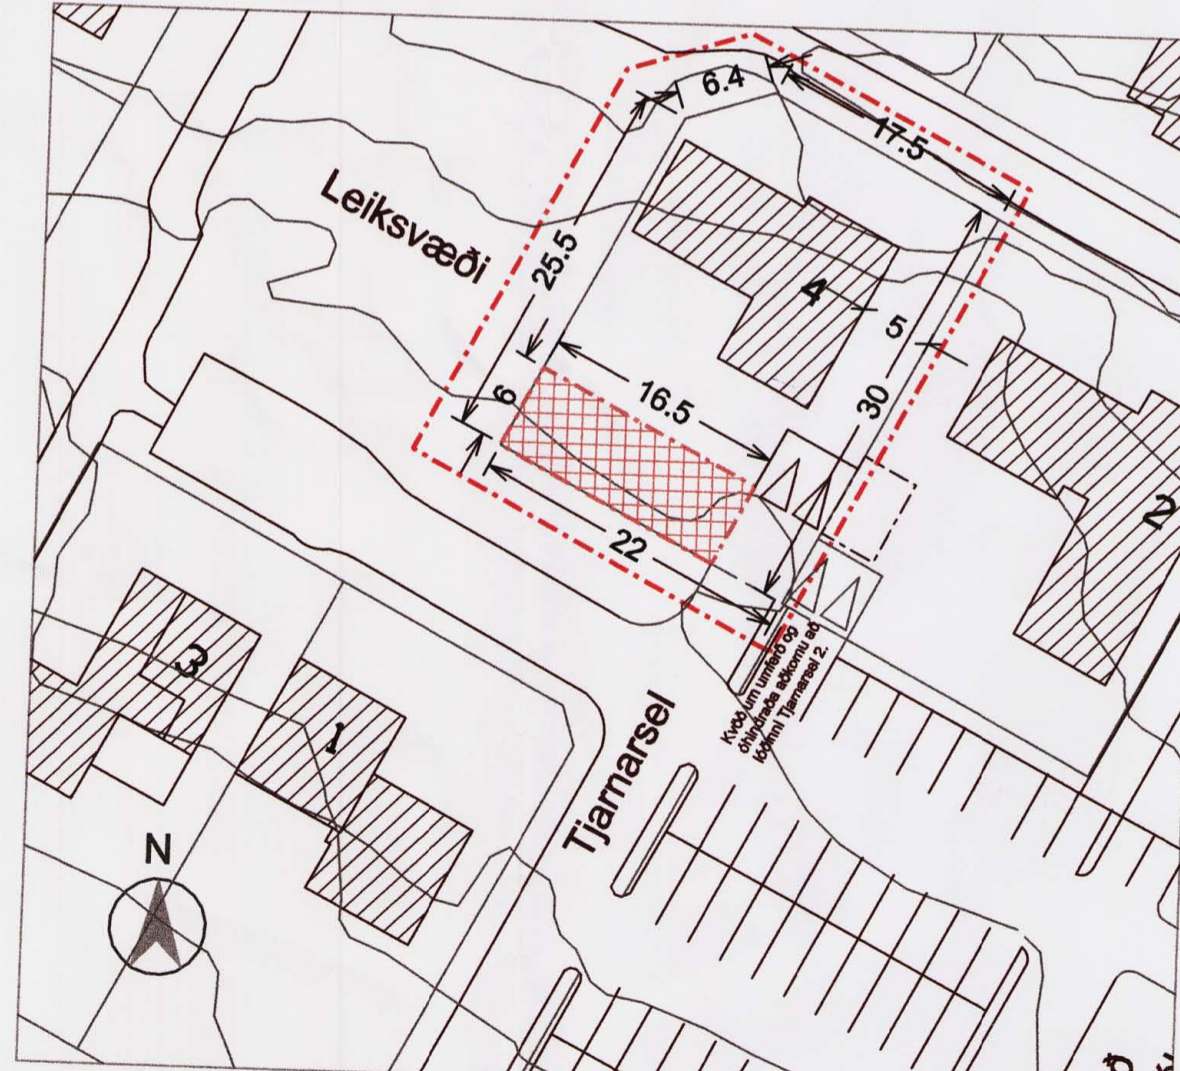 6.4
17.5
Leiksvæði
25.5
4
5
6
16.5
30
2
22
Kvöð um umferð og
óhindraða aðkomu að
lóðinni Tjarnarsel 2.
3
1
Tjarnarsel
N